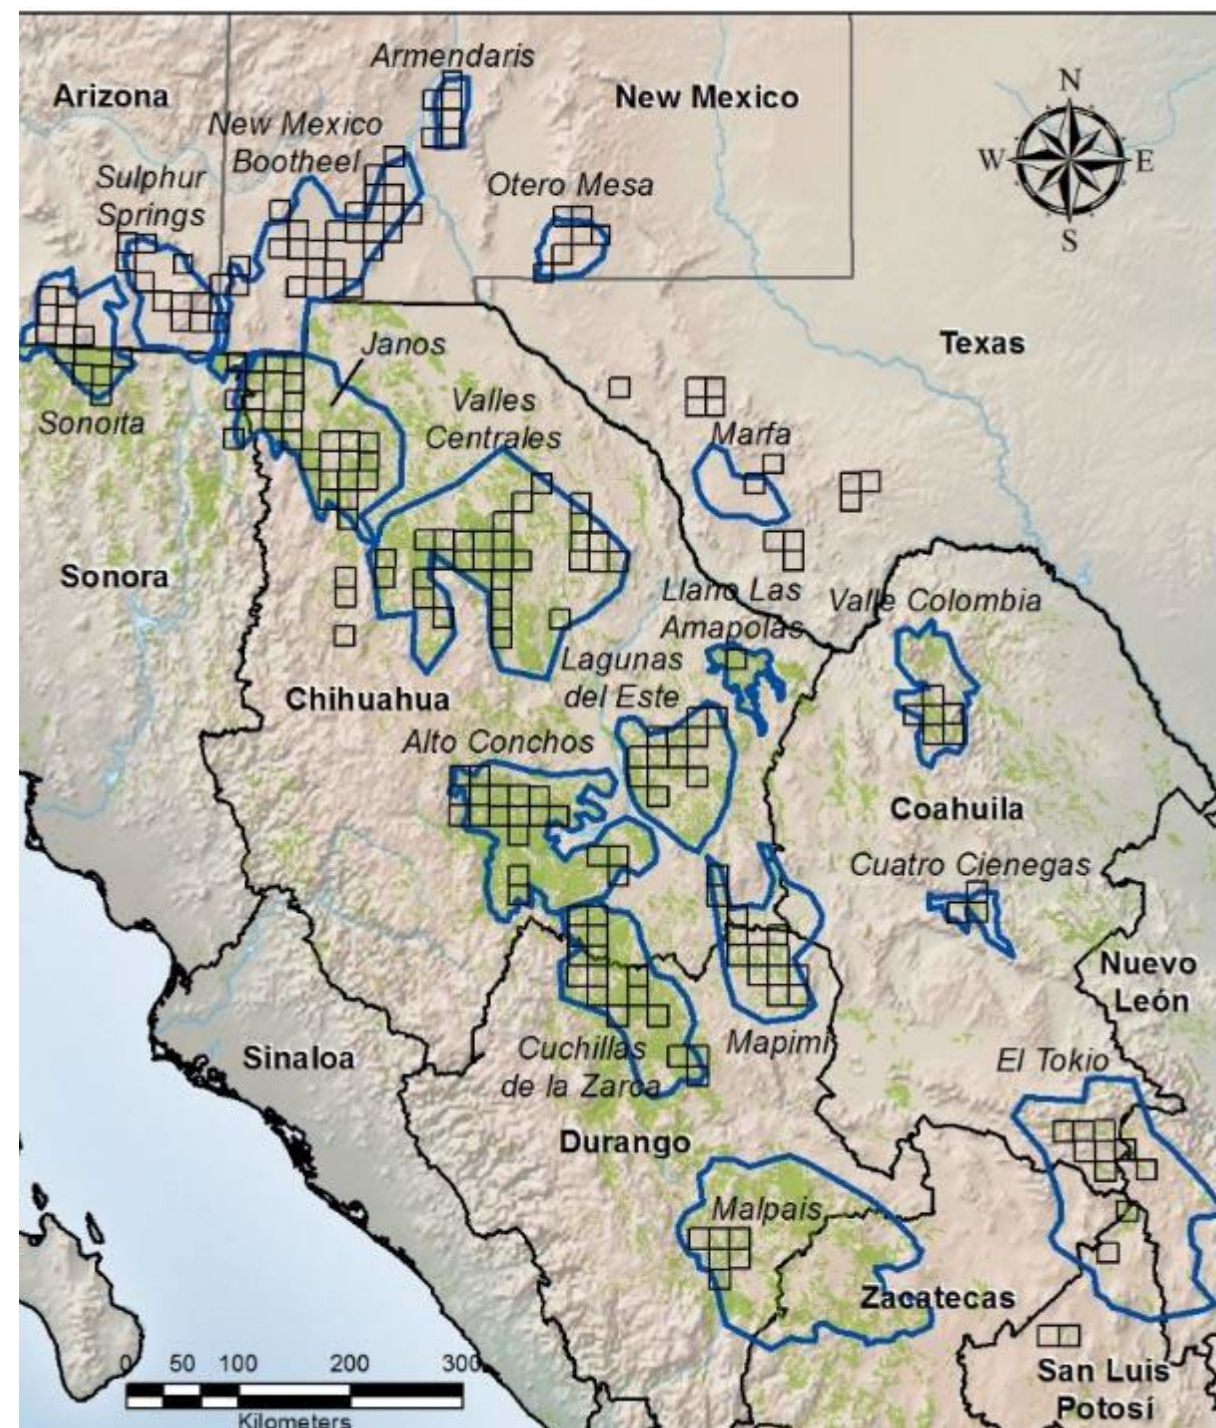 Armendaris
Arizona
New Mexico
N
New Mexico
Bootheel
W
E
Sulphur
Springs
Otero Mesa
S
Texas
Janos
Valles
Centrales
Sonoita
Marfa
Sonora
Llano Las
Amapolas
Valle Colombia
Lagunas
del Este
Chihuahua
Alto Conchos
Coahuila
Cuatro Cienegas
Nuevo
León
Sinaloa
Cuchillas
de la Zarca
Mapimi
El Tokio
Durango
Malpais
Zacatecas
San Luis
Potosí
0 50 100 200 300
Kilometers